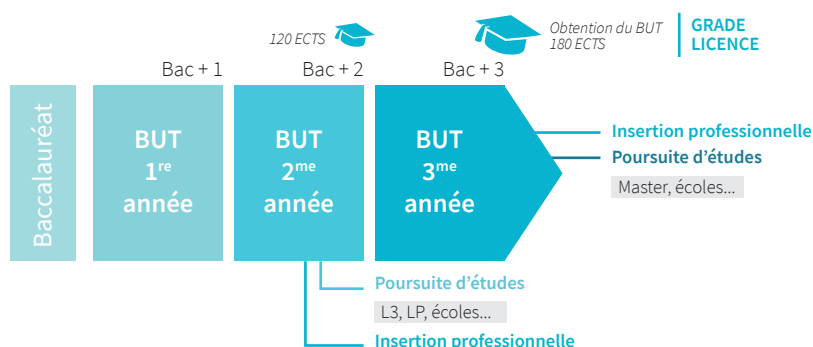 120 ECTS
Obtention du BUT
180 ECTS
GRADE
LICENCE
Bac + 1
Bac + 2
Bac + 3
Baccalauréat
BUT
1re
année
BUT
2me
année
BUT
3me
année
Insertion professionnelle
Poursuite d'études
Master, écoles...
Poursuite d'études
L3, LP, écoles...
Insertion professionnelle